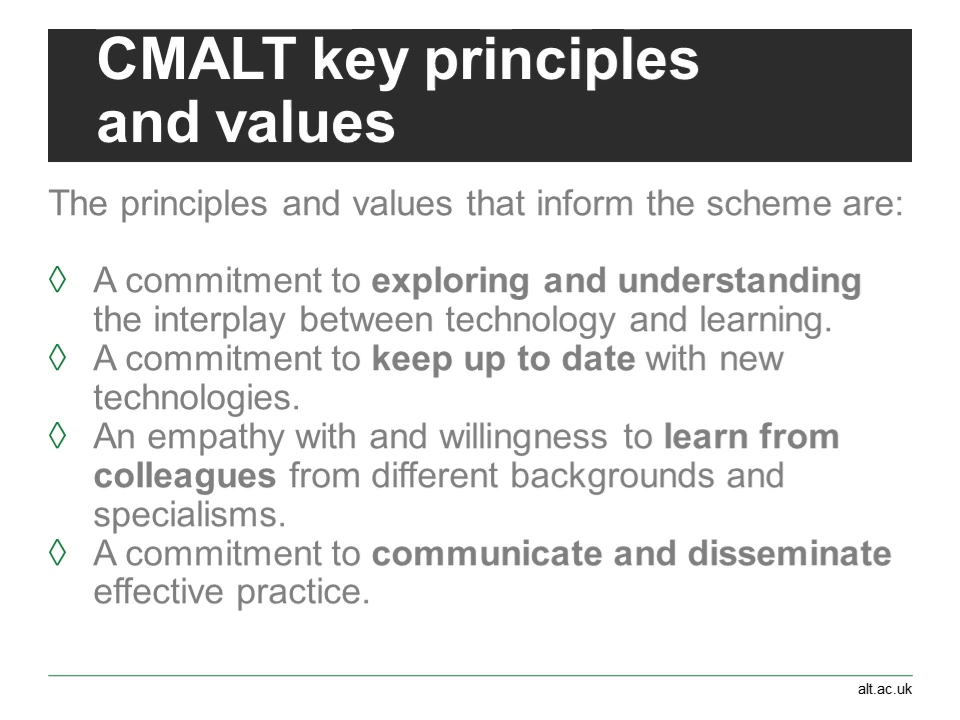 CMALT key principles
and values
The principles and values that inform the scheme are:
◊ A commitment to exploring and understanding
the interplay between technology and learning.
◊ A commitment to keep up to date with new
technologies.
◊ An empathy with and willingness to learn from
colleagues from different backgrounds and
specialisms.
◊ A commitment to communicate and disseminate
effective practice.
alt.ac.uk